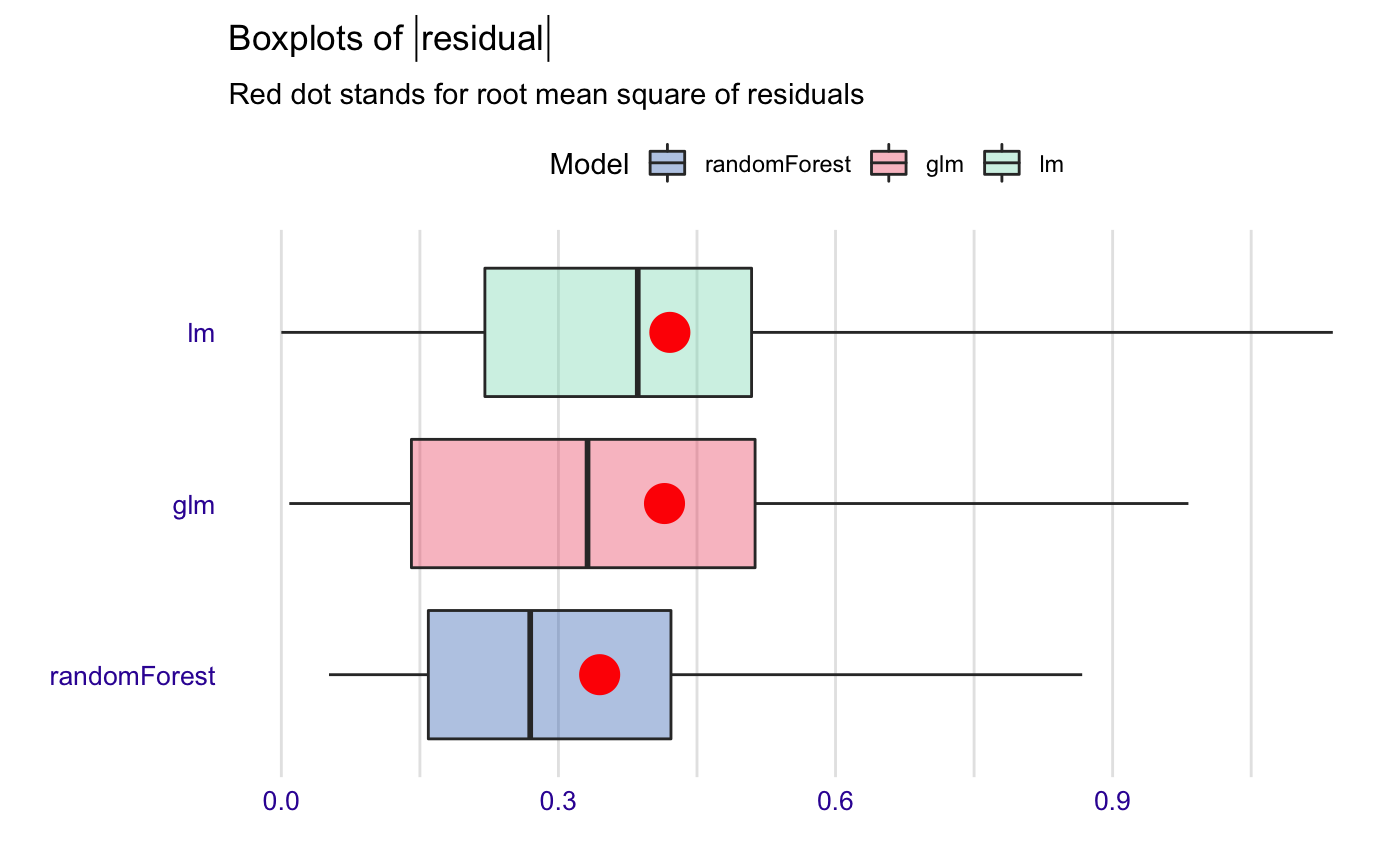 Boxplots of |residual|
Red dot stands for root mean square of residuals
Model randomForest glm lm
lm
glm
randomForest
0.0 0.3 0.6 0.9